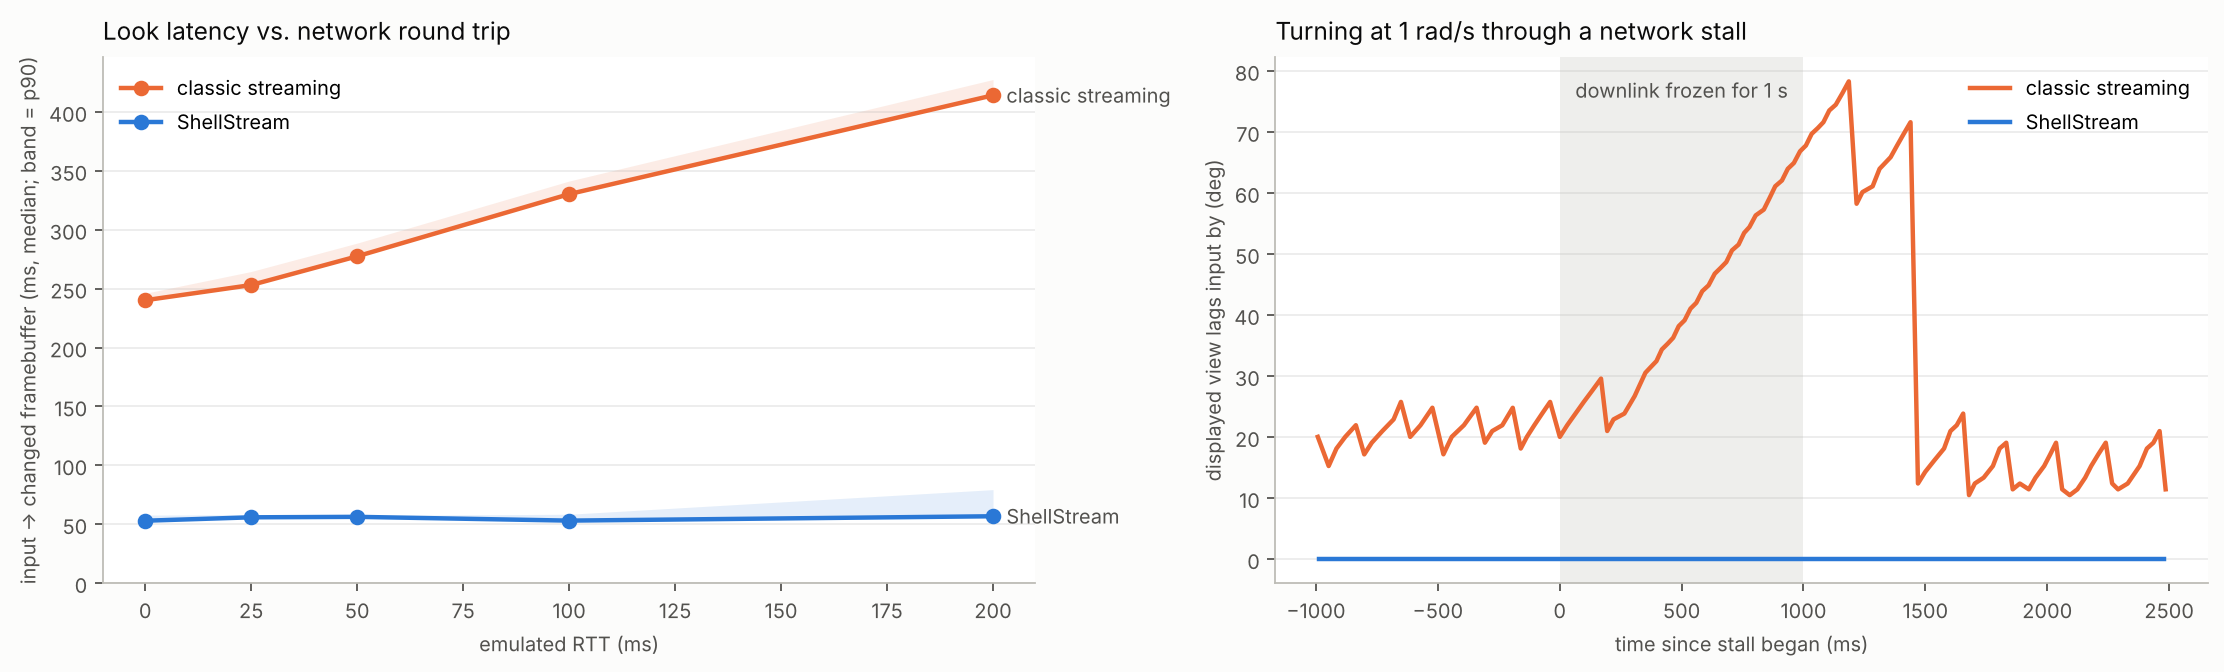 Look latency vs. network round trip
input → changed framebuffer (ms, median; band = p90)
classic streaming
ShellStream
400
350
300
250
200
150
100
50
0
classic streaming
ShellStream
0 25 50 75 100 125 150 175 200
emulated RTT (ms)
Turning at 1 rad/s through a network stall
displayed view lags input by (deg)
downlink frozen for 1 s
classic streaming
ShellStream
80
70
60
50
40
30
20
10
0
−1000 −500 0 500 1000 1500 2000 2500
time since stall began (ms)